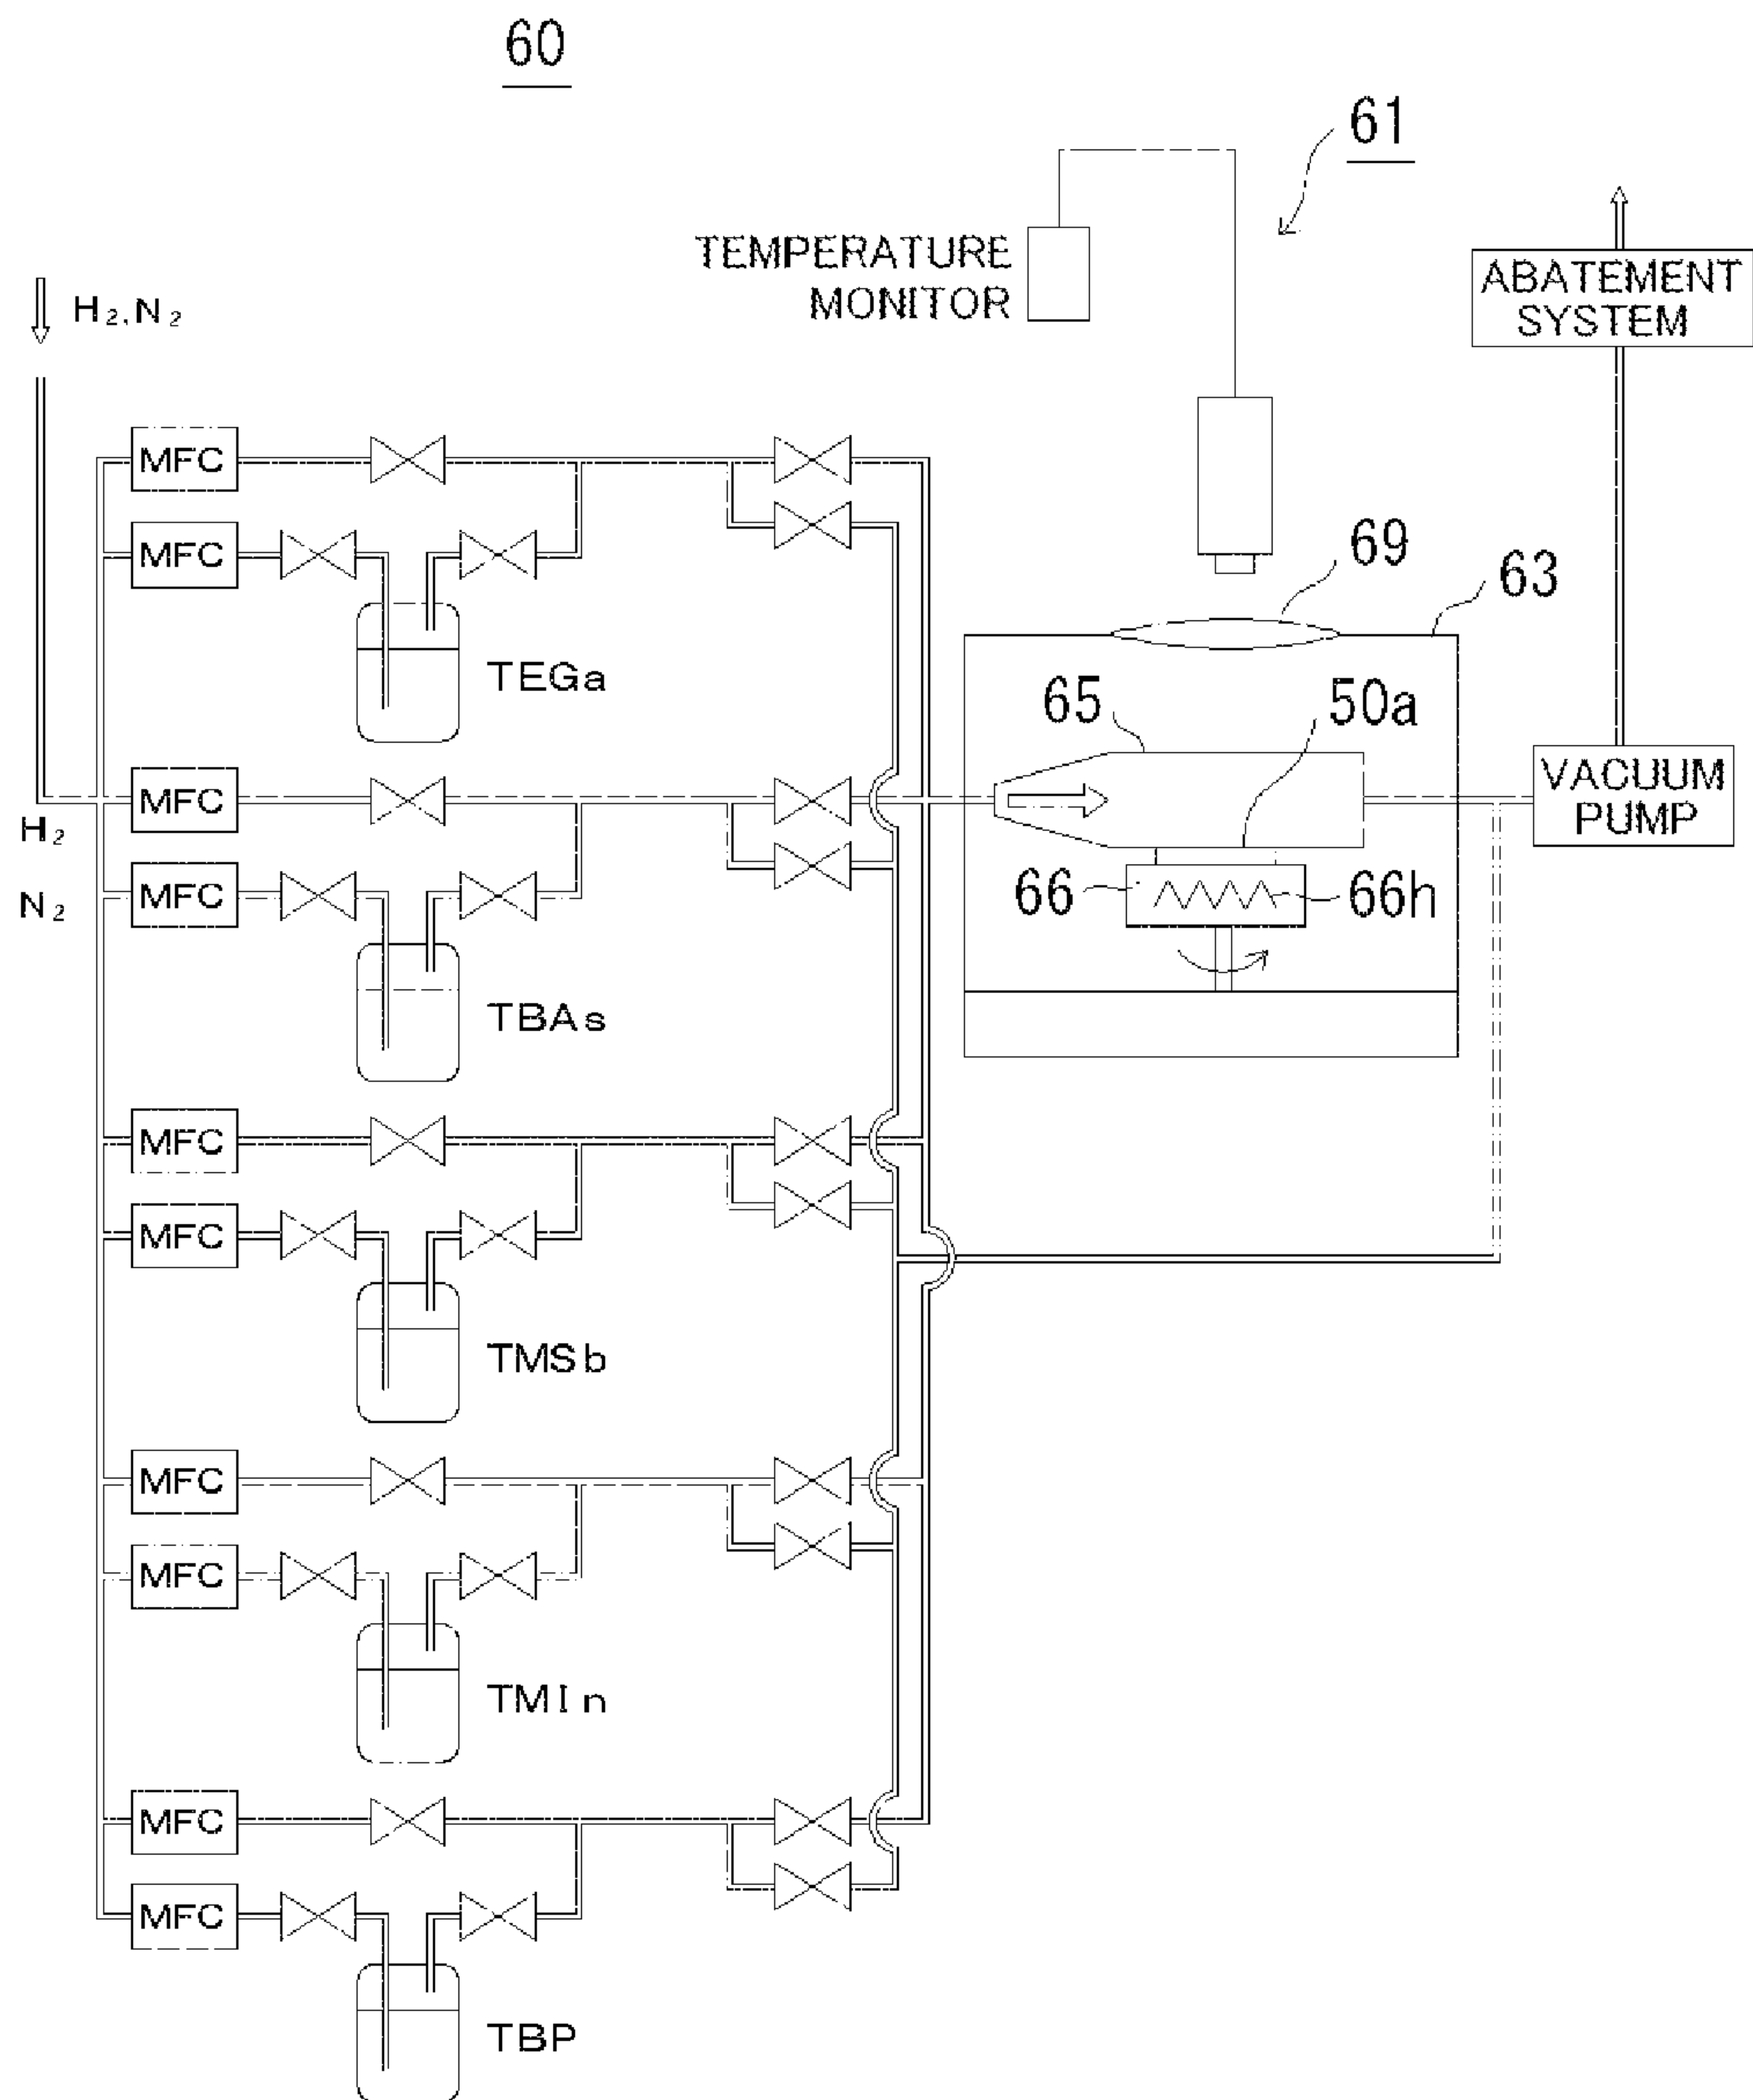 60
61
TEMPERATURE
MONITOR
ABATEMENT
SYSTEM
H₂,N₂
MFC
MFC
69
63
TEGa
65
50a
MFC
VACUUM
PUMP
H₂
MFC
N₂
66
66h
TBAs
MFC
MFC
TMSb
MFC
MFC
TMIn
MFC
MFC
TBP